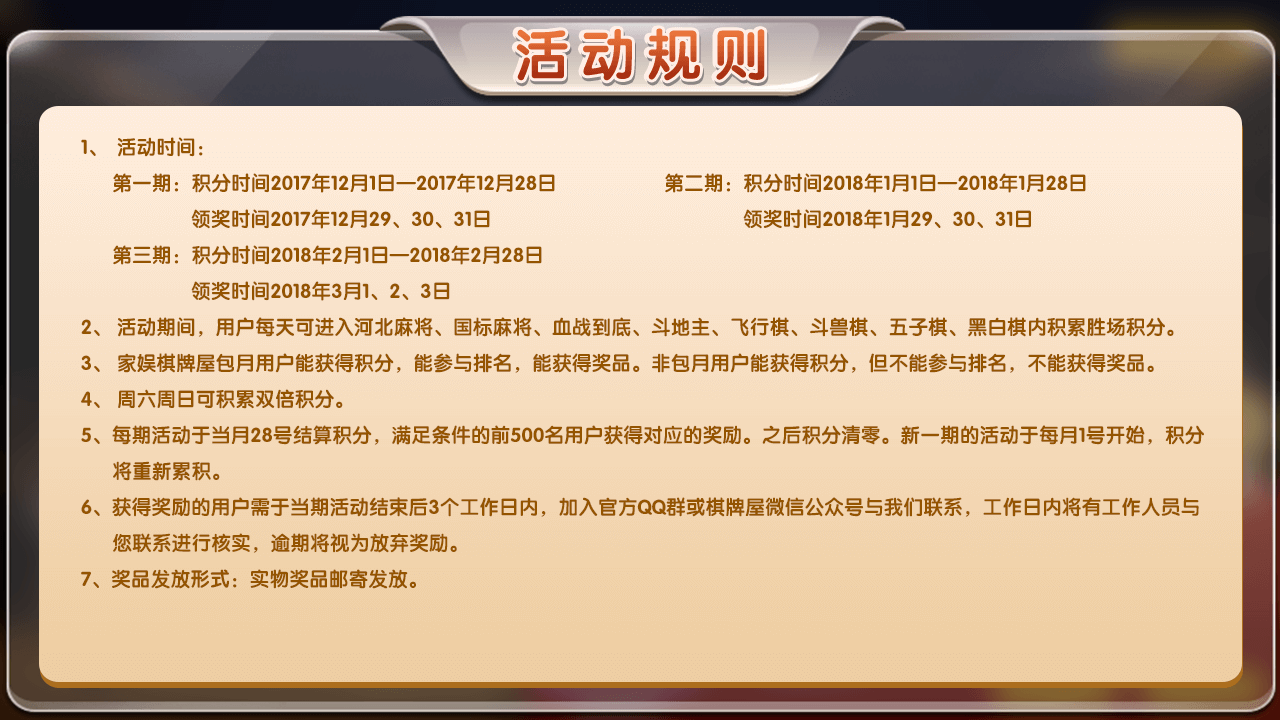 活动规则
1、 活动时间：
第一期：积分时间2017年12月1日—2017年12月28日 第二期：积分时间2018年1月1日—2018年1月28日
领奖时间2017年12月29、30、31日 领奖时间2018年1月29、30、31日
第三期：积分时间2018年2月1日—2018年2月28日
领奖时间2018年3月1、2、3日
2、 活动期间，用户每天可进入河北麻将、国标麻将、血战到底、斗地主、飞行棋、斗兽棋、五子棋、黑白棋内积累胜场积分。
3、 家娱棋牌屋包月用户能获得积分，能参与排名，能获得奖品。非包月用户能获得积分，但不能参与排名，不能获得奖品。
4、 周六周日可积累双倍积分。
5、每期活动于当月28号结算积分，满足条件的前500名用户获得对应的奖励。之后积分清零。新一期的活动于每月1号开始，积分
将重新累积。
6、获得奖励的用户需于当期活动结束后3个工作日内，加入官方QQ群或棋牌屋微信公众号与我们联系，工作日内将有工作人员与
您联系进行核实，逾期将视为放弃奖励。
7、奖品发放形式：实物奖品邮寄发放。